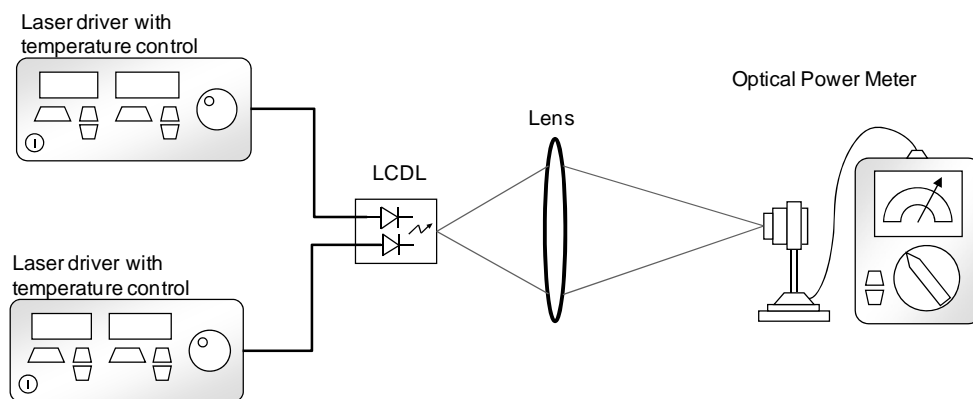 Laser driver with
temperature control
Optical Power Meter
Lens
LCDL
Laser driver with
temperature control